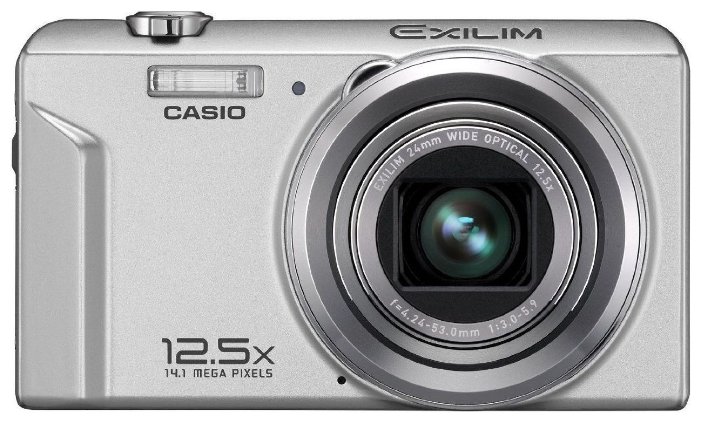 EXILIM
CASIO
EXILIM 24mm WIDE OPTICAL 12.5x
f=4.24-53.0mm 1:3.0-5.9
12.5x
14.1 MEGA PIXELS